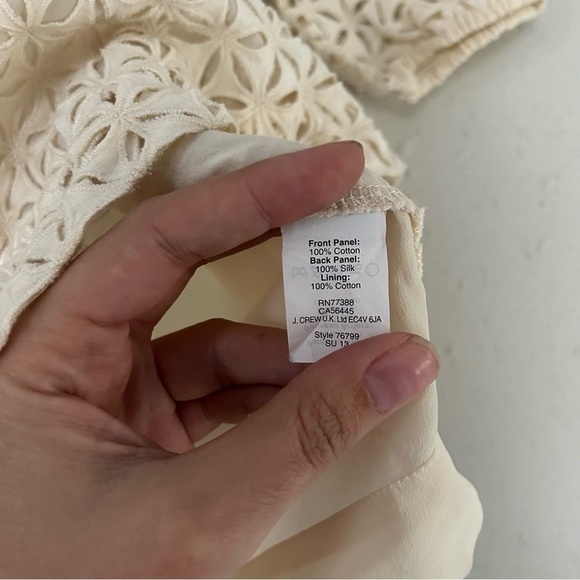 Front Panel:
100% Cotton
Back Panel:
100% Silk
Lining:
100% Cotton
RN77388
CA56445
J. CREW U.K. Ltd EC4V 6JA
Style 76799
SU 13